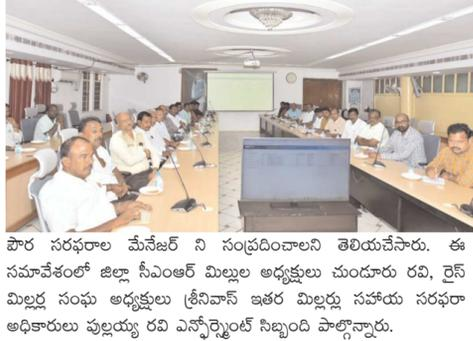 పౌర సరఫరాల మేనేజర్ ని సంప్రదించాలని తెలియచేసారు. ఈ
సమావేశంలో జిల్లా సీఎంఆర్ మిల్లుల అధ్యక్షులు చుండూరు రవి, రైస్
మిల్లర్ల సంఘ అధ్యక్షులు శ్రీనివాస్ ఇతర మిల్లర్లు సహాయ సరఫరా
అధికారులు పుల్లయ్య రవి ఎన్ఫోర్స్మెంట్ సిబ్బంది పాల్గొన్నారు.